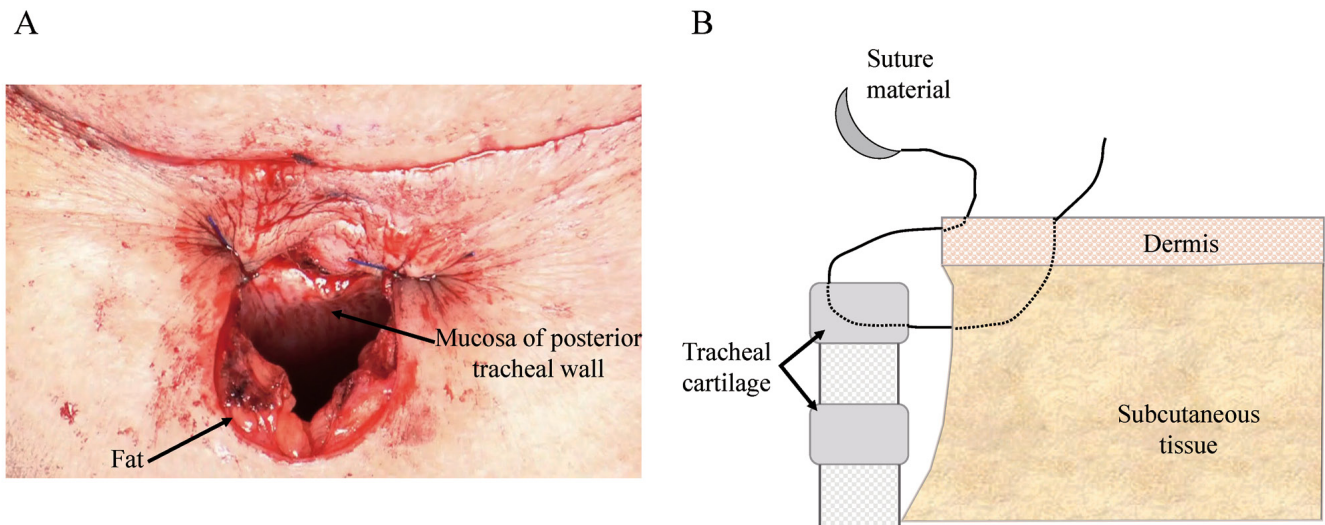 A
B
Suture
material
Dermis
Mucosa of posterior
tracheal wall
Tracheal
cartilage
Subcutaneous
tissue
Fat